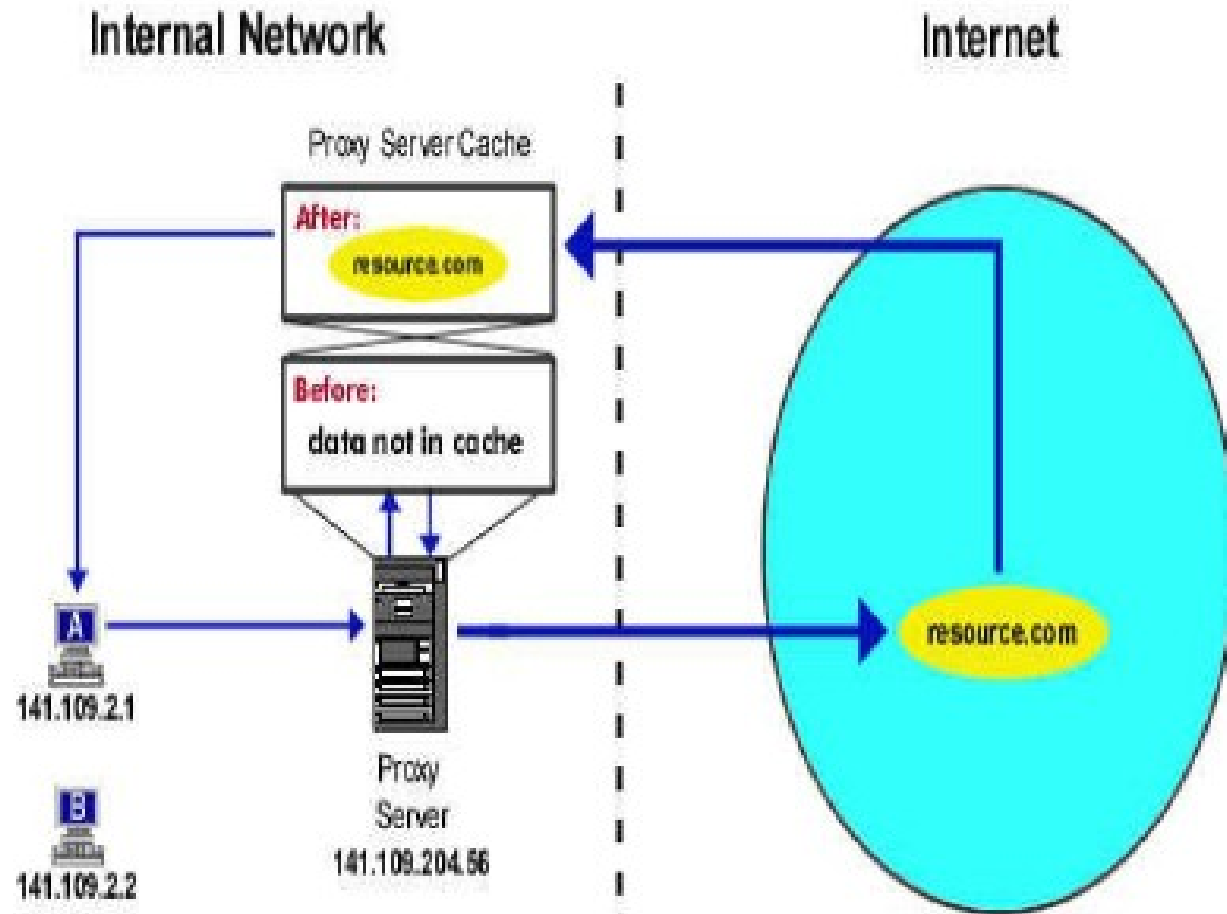 Internal Network
Internet
Proxy Server Cache
After:
resource.com
Before:
data not in cache
A
141.109.2.1
resource.com
B
141.109.2.2
Proxy
Server
141.109.204.56